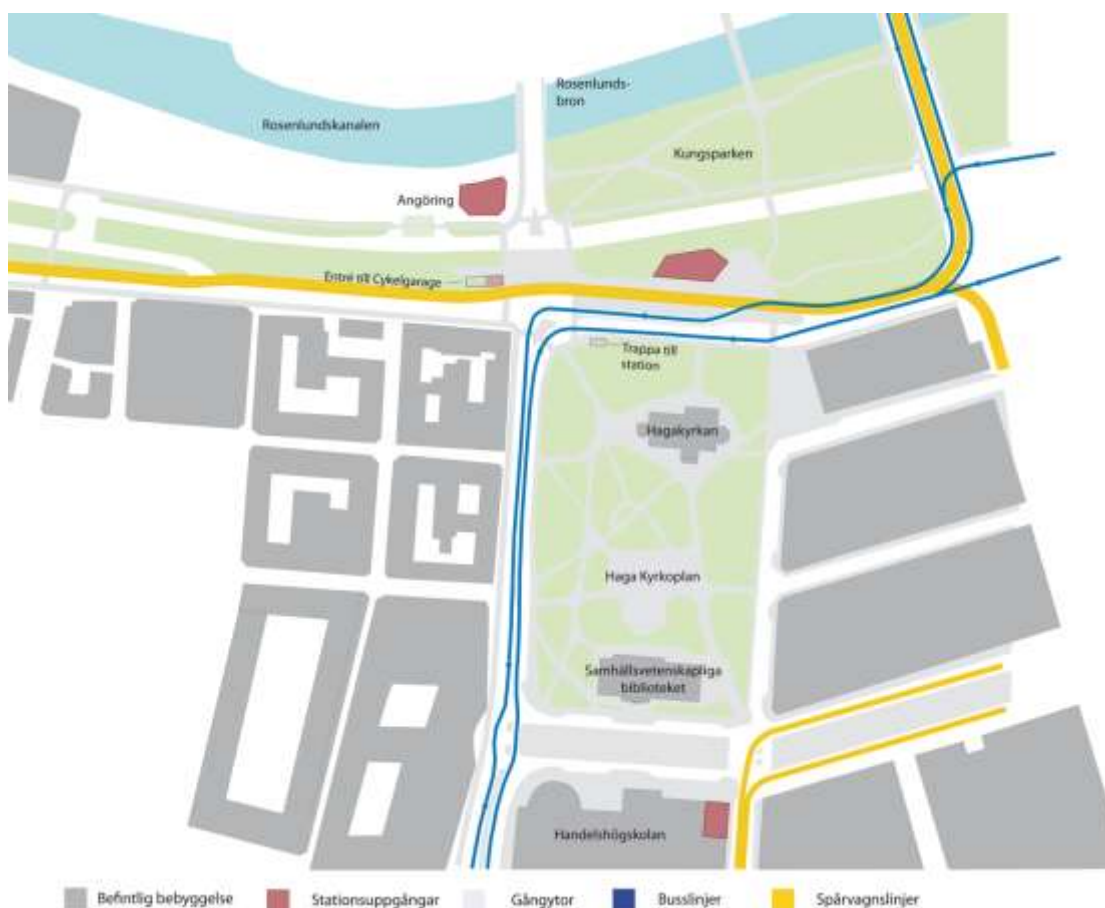 Rosenlunds-
bron
Rosenlundskanalen
Kungsparken
Angöring
Entré till Cykelgarage
Trappa till
station
Hagakyrkan
Haga Kyrkoplan
Samhällsvetenskapliga
biblioteket
Handelshögskolan
Befintlig bebyggelse
Stationsuppgångar
Gångytor
Busslinjer
Spårvagnslinjer